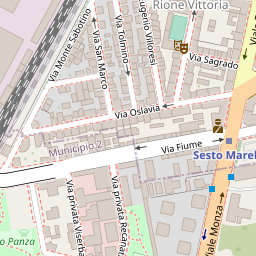 Rione Vittoria
Via Monte Sabotino
Via San Marco
Via Tolmino
Eugenio Villoresi
Via Sagrado
Via Oslavia
Municipio 2
Via Fiume
Sesto Marel
Via privata Viserba
Via privata Recanati
Viale Monza
o Panza